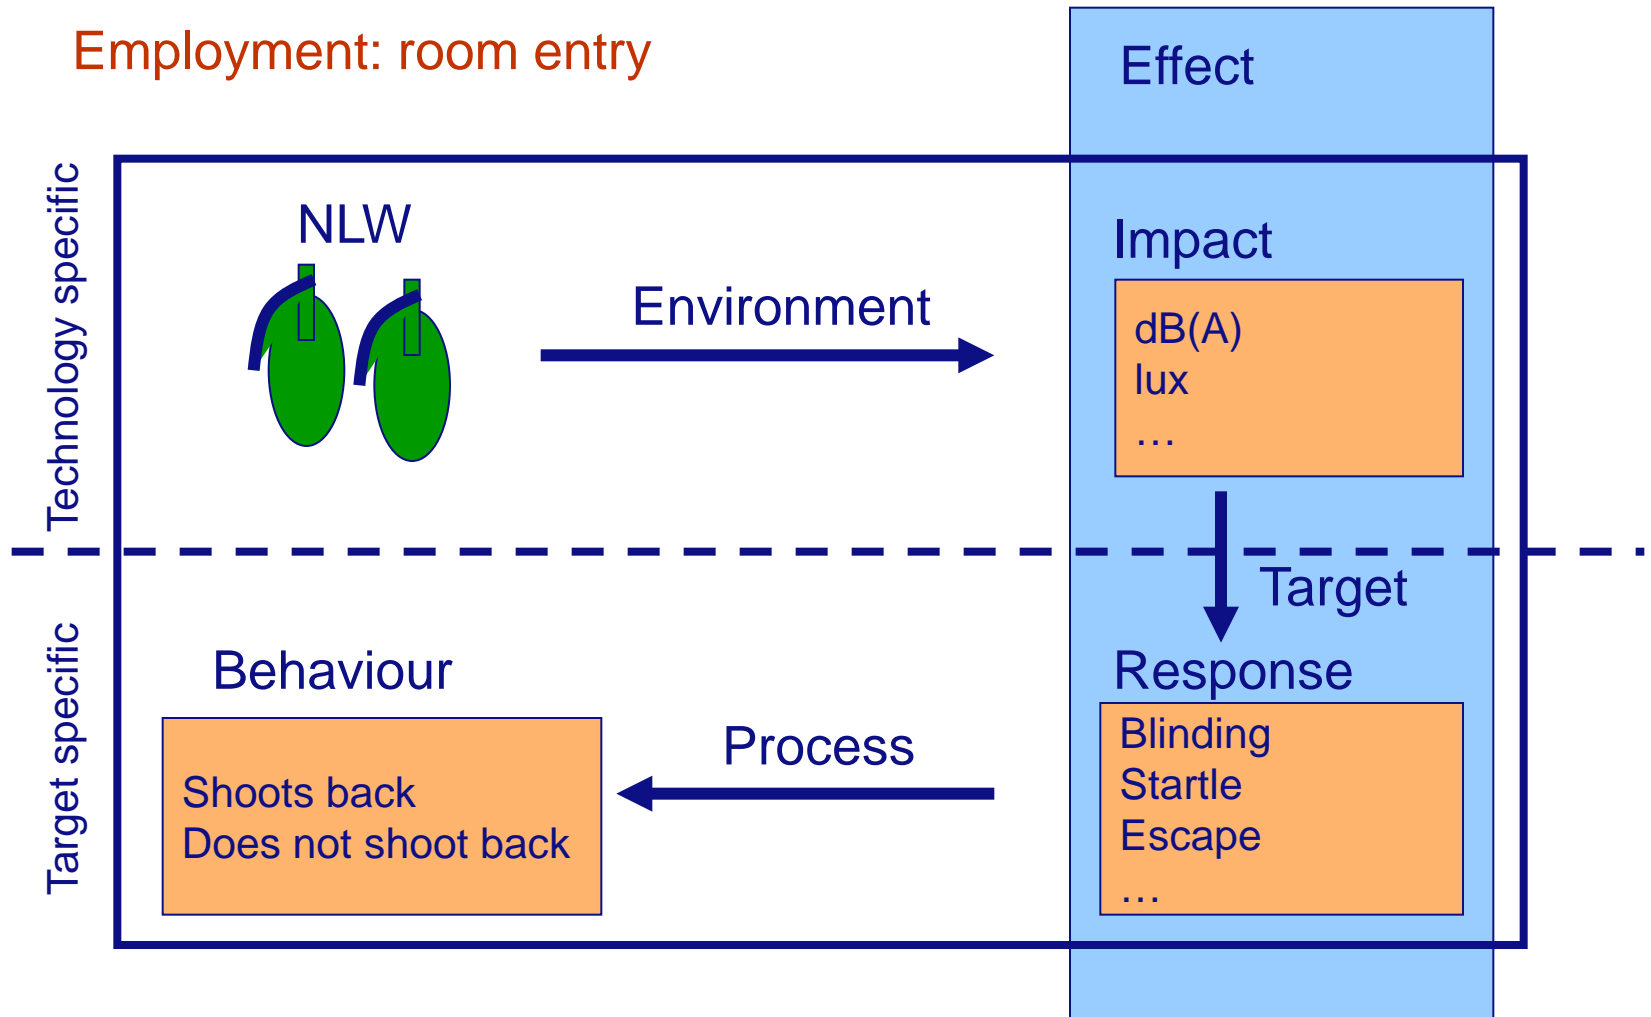 Employment: room entry
Effect
Technology specific
NLW
Environment
Impact
dB(A)
lux
…
Target
Target specific
Behaviour
Shoots back
Does not shoot back
Process
Response
Blinding
Startle
Escape
…